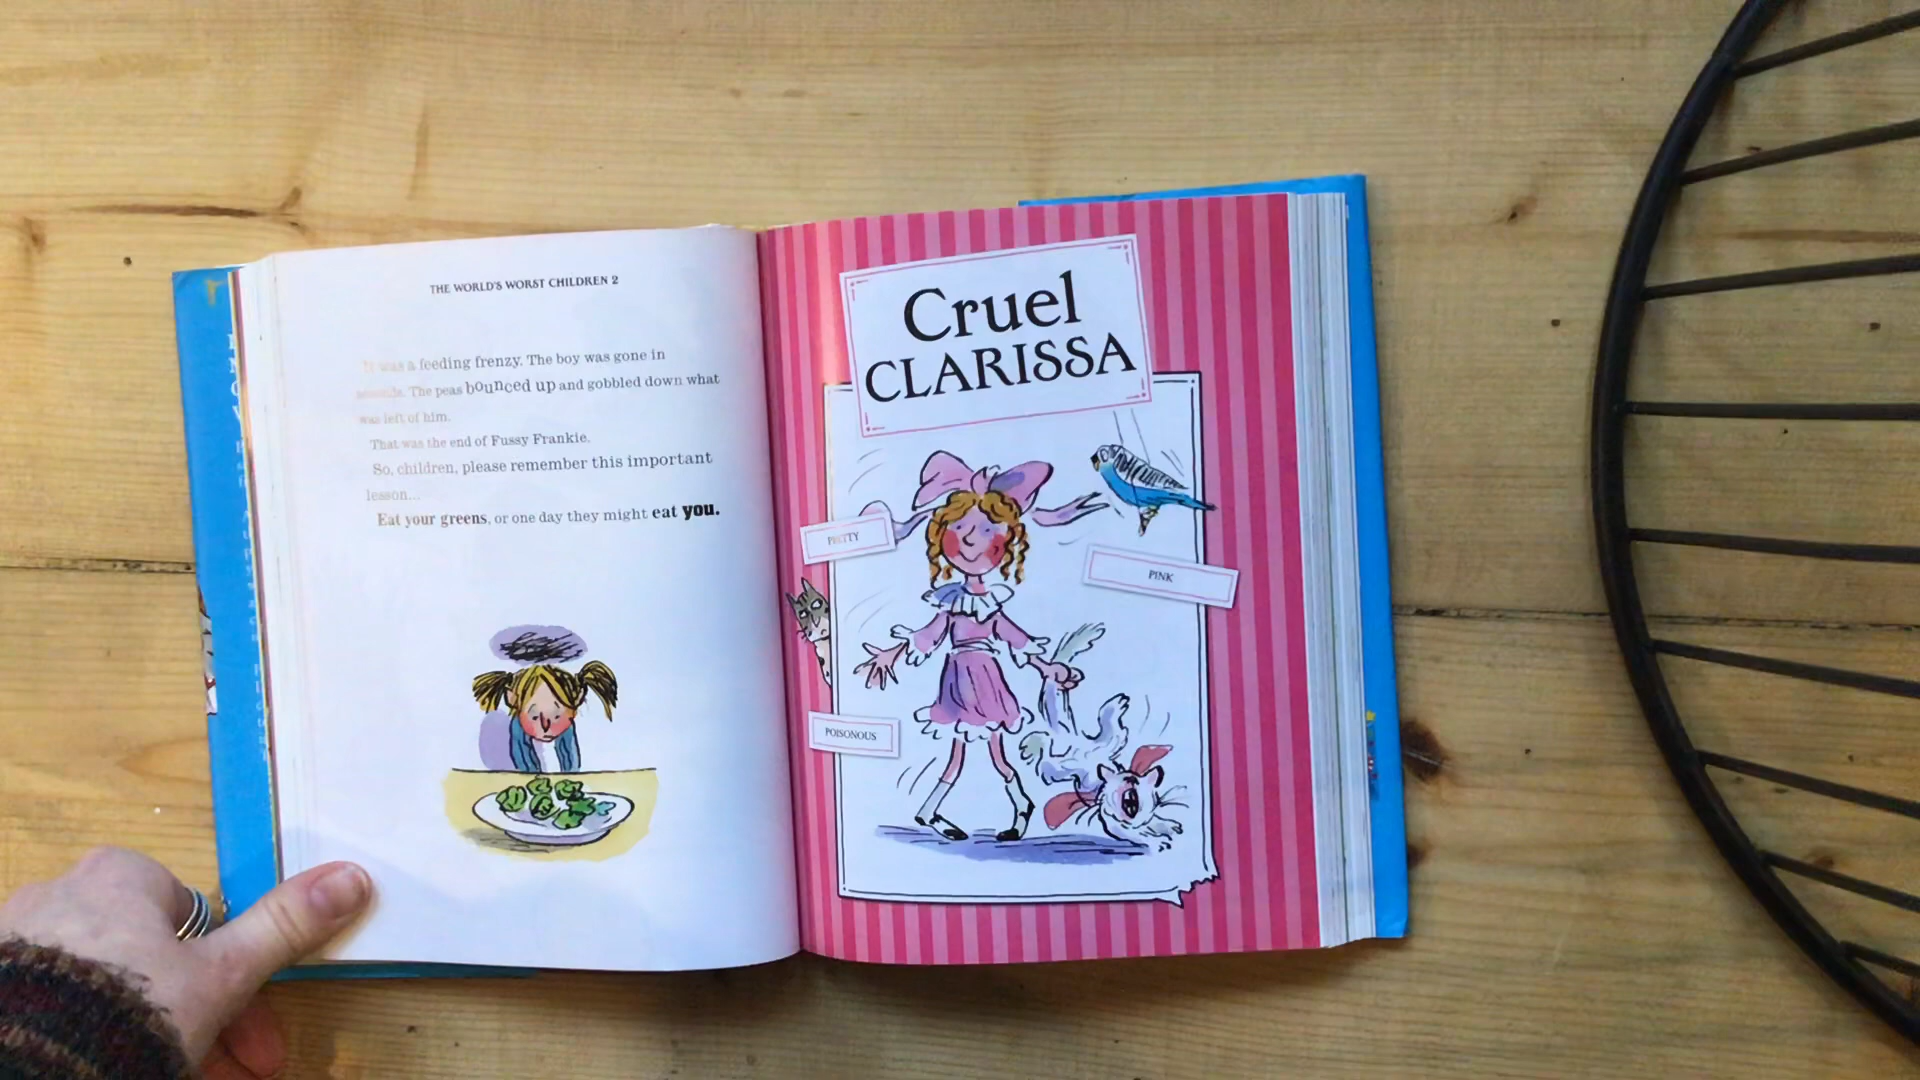 THE WORLD'S WORST CHILDREN 2
It was a feeding frenzy. The boy was gone in
seconds. The peas bounced up and gobbled down what
was left of him.
That was the end of Fussy Frankie.
So, children, please remember this important
lesson...
Eat your greens, or one day they might eat you.
Cruel
CLARISSA
PRETTY
PINK
POISONOUS